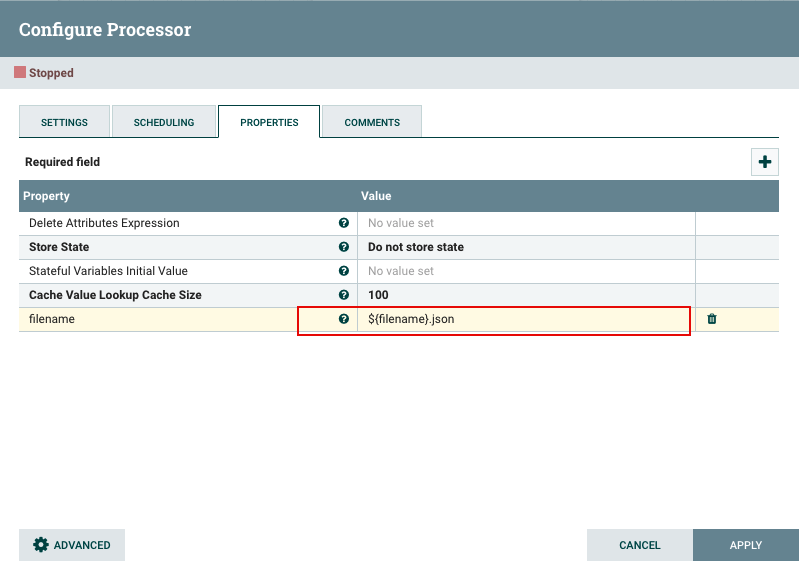 Configure Processor
Stopped
SETTINGS SCHEDULING PROPERTIES COMMENTS
Required field
Property Value
Delete Attributes Expression No value set
Store State Do not store state
Stateful Variables Initial Value No value set
Cache Value Lookup Cache Size 100
filename ${filename}.json
ADVANCED CANCEL APPLY